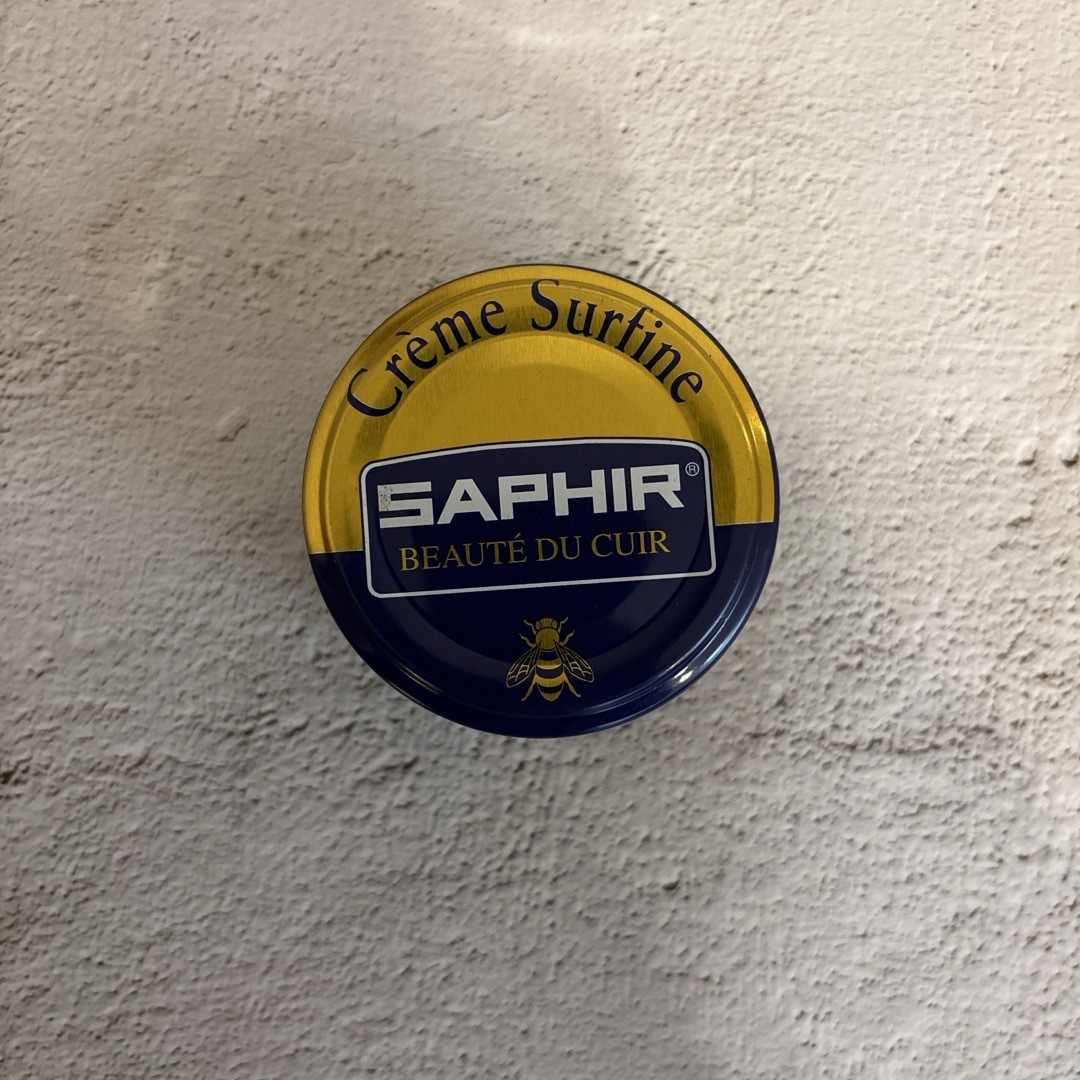 Crème Surfine
SAPHIR®
BEAUTÉ DU CUIR